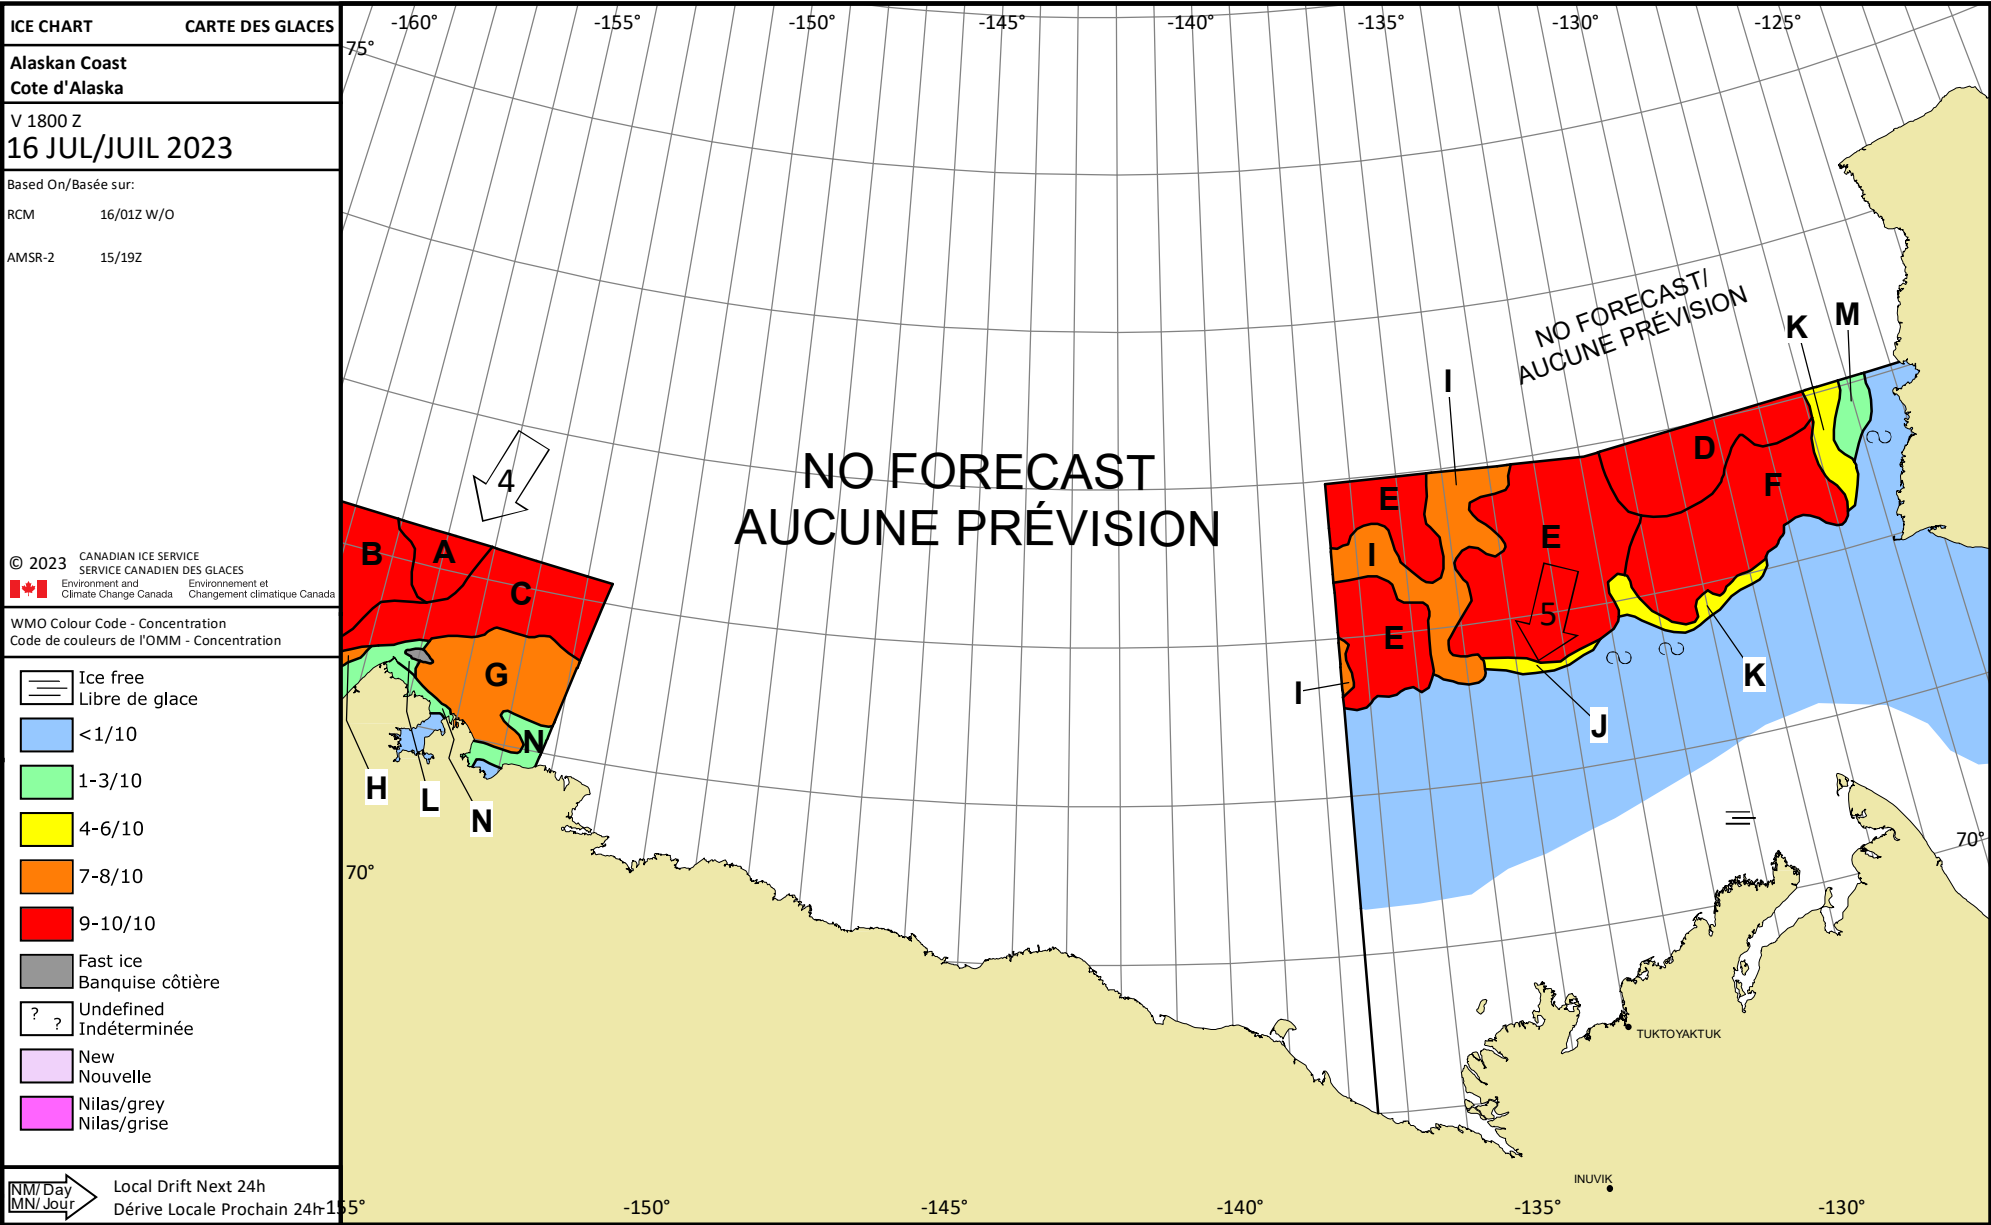 ICE CHART CARTE DES GLACES
Alaskan Coast
Cote d'Alaska
V 1800 Z
16 JUL/JUIL 2023
Based On/Basée sur:
RCM 16/01Z W/O
AMSR-2 15/19Z
© 2023 CANADIAN ICE SERVICE
SERVICE CANADIEN DES GLACES
Environment and Environnement et
Climate Change Canada Changement climatique Canada
WMO Colour Code - Concentration
Code de couleurs de l'OMM - Concentration
Ice free
Libre de glace
<1/10
1-3/10
4-6/10
7-8/10
9-10/10
Fast ice
Banquise côtière
? ? Undefined
Indéterminée
New
Nouvelle
Nilas/grey
Nilas/grise
NM/Day
MN/Jour
Local Drift Next 24h
Dérive Locale Prochain 24h
-160° -155° -145° -140° -135° -130° -125°
75°
NO FORECAST/
AUCUNE PRÉVISION
K M
I
4
NO FORECAST
AUCUNE PRÉVISION
B A C
G
N
H L N
E I E I
E D F
5
J K
70°
70°
TUKTOYAKTUK
INUVIK
-155° -150° -145° -140° -135° -130°